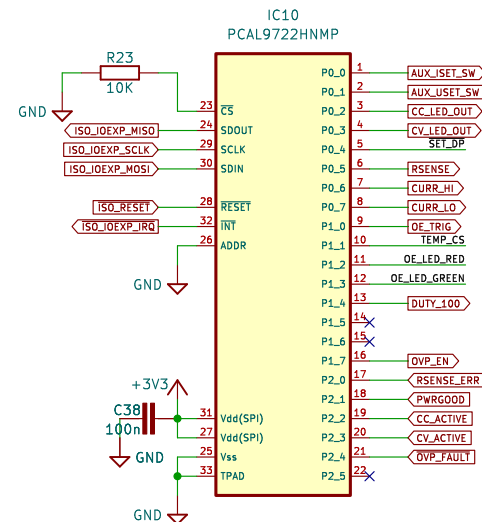 IC10
PCAL9722HNMP
R23
10K
GND
23 CS P0_0 1 AUX_ISET_SW
P0_1 2 AUX_USET_SW
P0_2 3 CC_LED_OUT
ISO_IOEXP_MISO 24 SDOUT P0_3 4 CV_LED_OUT
ISO_IOEXP_SCLK 29 SCLK P0_4 5 SET_DP
ISO_IOEXP_MOSI 30 SDIN P0_5 6 RSENSE
P0_6 7 CURR_HI
ISO_RESET 28 RESET P0_7 8 CURR_LO
ISO_IOEXP_IRQ 32 INT P1_0 9 OE_TRIG
26 ADDR P1_1 10 TEMP_CS
P1_2 11 OE_LED_RED
GND P1_3 12 OE_LED_GREEN
P1_4 13 DUTY_100
P1_5 14
P1_6 15
P1_7 16 OVP_EN
P2_0 17 RSENSE_ERR
+3V3
P2_1 18 PWRGOOD
C38
100n
31 Vdd(SPI) P2_2 19 CC_ACTIVE
27 Vdd(SPI) P2_3 20 CV_ACTIVE
GND 25 Vss P2_4 21 OVP_FAULT
33 TPAD P2_5 22
GND